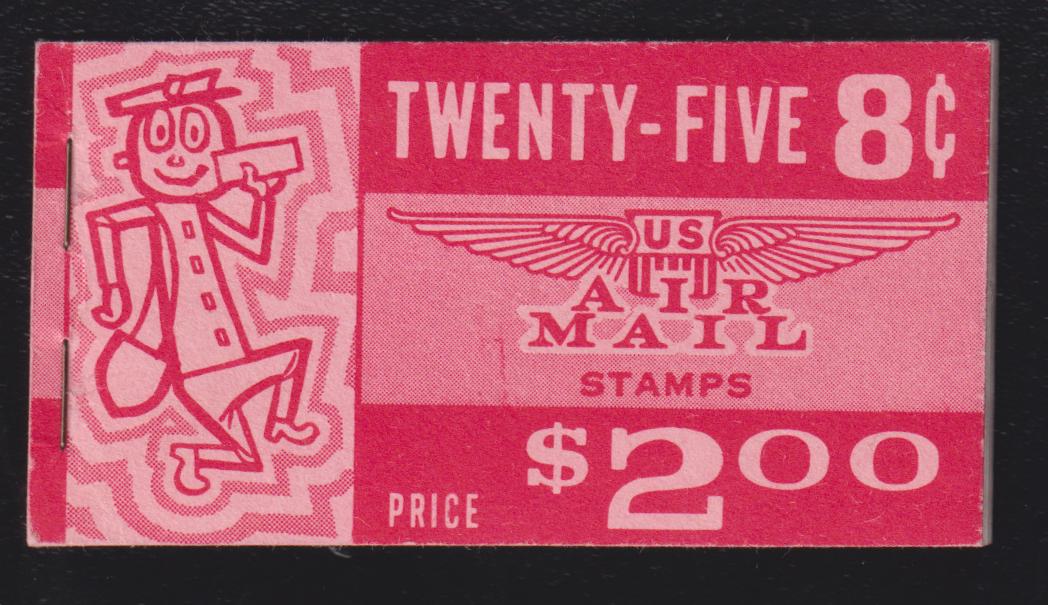 TWENTY-FIVE 8¢
US
AIR
MAIL
STAMPS
PRICE $2.00